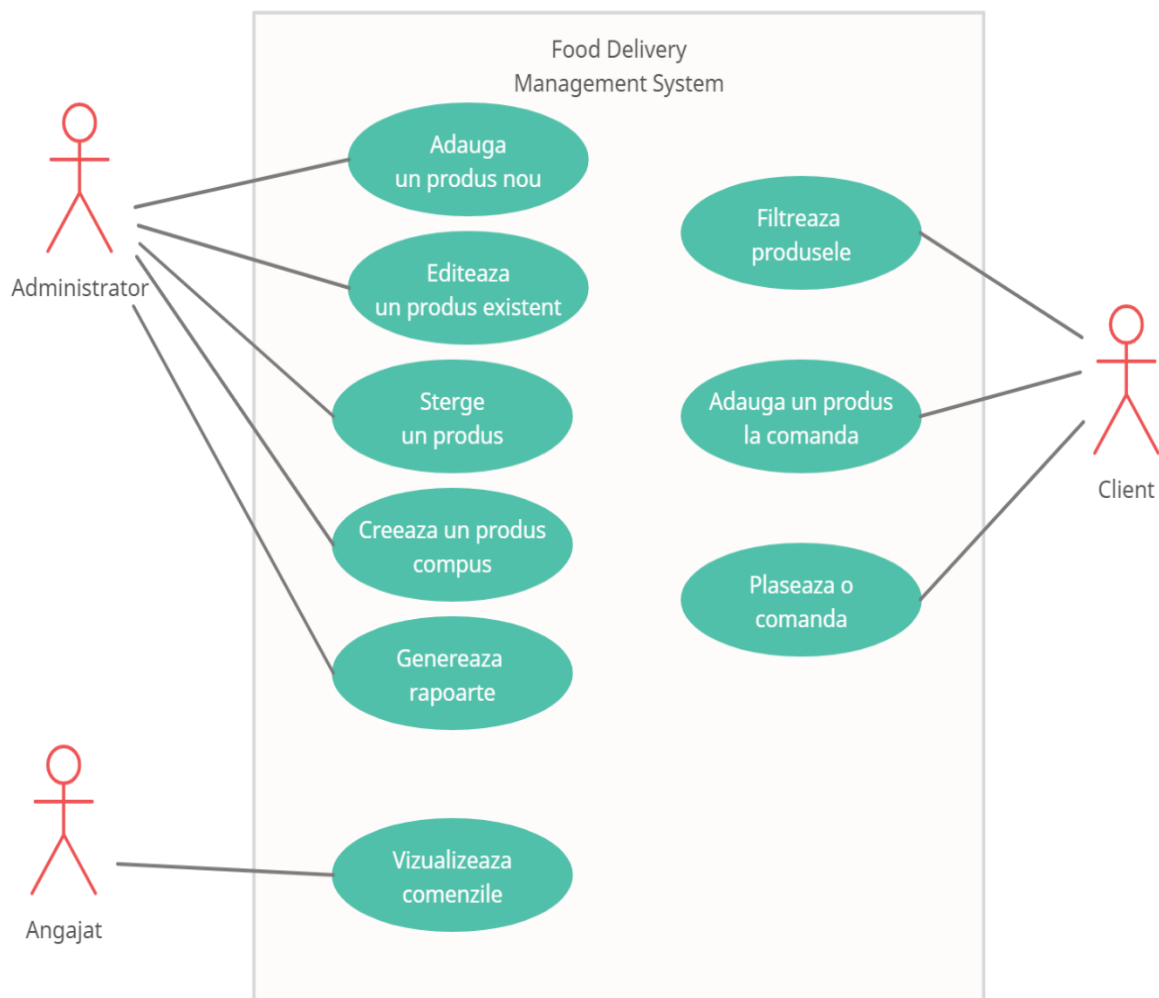 Food Delivery
Management System
Administrator
Adauga
un produs nou
Editeaza
un produs existent
Sterge
un produs
Creeaza un produs
compus
Genereaza
rapoarte
Filtreaza
produsele
Adauga un produs
la comanda
Plaseaza o
comanda
Client
Angajat
Vizualizeaza
comenzile